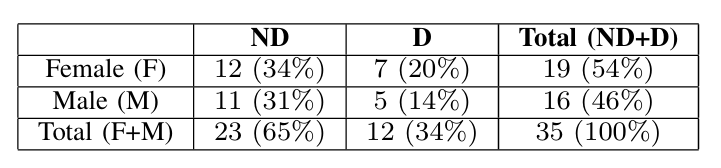 ND D Total (ND+D)
Female (F) 12 (34%) 7 (20%) 19 (54%)
Male (M) 11 (31%) 5 (14%) 16 (46%)
Total (F+M) 23 (65%) 12 (34%) 35 (100%)